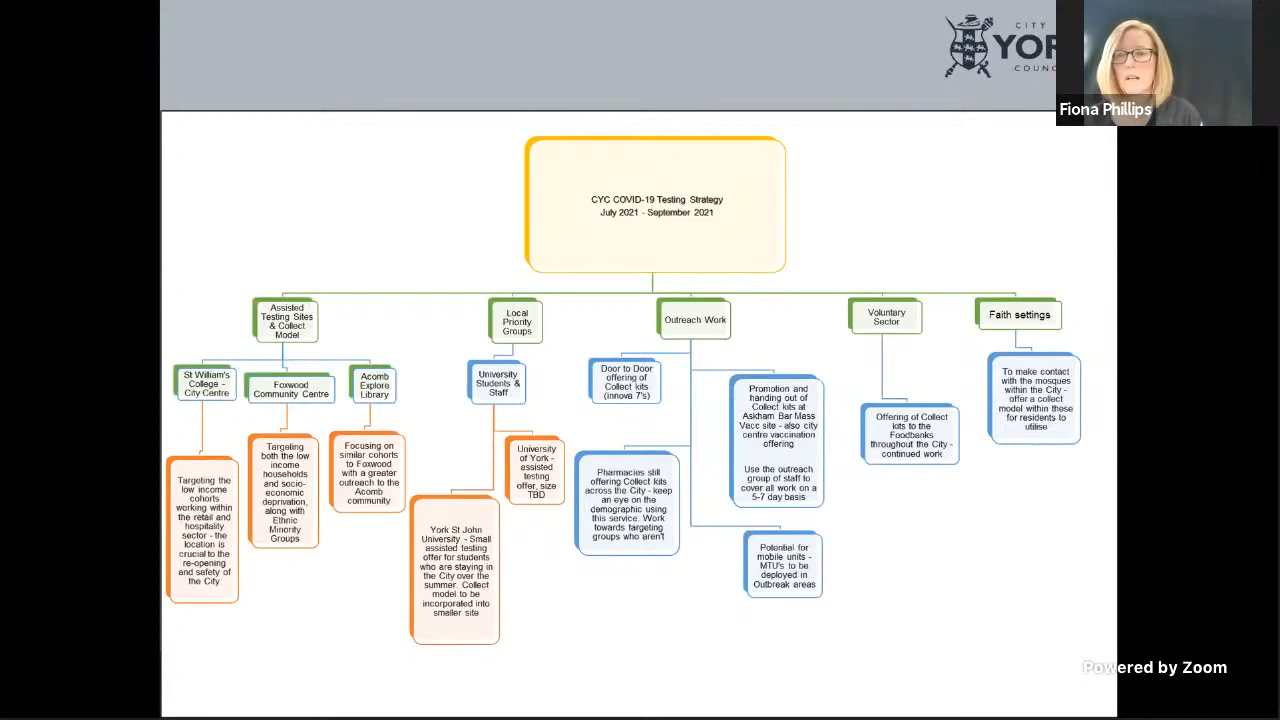 CITY
YOR
COUNC
Fiona Phillips
CYC COVID-19 Testing Strategy
July 2021 - September 2021
Assisted
Testing Sites
& Collect
Model
Local
Priority
Groups
Outreach Work
Voluntary
Sector
Faith settings
St William's
College -
City Centre
Foxwood
Community Centre
Acomb
Explore
Library
University
Students &
Staff
Door to Door
offering of
Collect kits
(innova 7's)
Promotion and
handing out of
Collect kits at
Askham Bar Mass
Vacc site - also city
centre vaccination
offering
Use the outreach
group of staff to
cover all work on a
5-7 day basis
Offering of Collect
kits to the
Foodbanks
throughout the City -
continued work
To make contact
with the mosques
within the City -
offer a collect
model within these
for residents to
utilise
Targeting the
low income
cohorts
working within
the retail and
hospitality
sector - the
location is
crucial to the
re-opening
and safety of
the City
Targeting
both the low
income
households
and socio-
economic
deprivation,
along with
Ethnic
Minority
Groups
Focusing on
similar cohorts
to Foxwood
with a greater
outreach to the
Acomb
community
York St John
University - Small
assisted testing
offer for students
who are staying in
the City over the
summer. Collect
model to be
incorporated into
smaller site
University
of York -
assisted
testing
offer, size
TBD
Pharmacies still
offering Collect kits
across the City - keep
an eye on the
demographic using
this service. Work
towards targeting
groups who aren't
Potential for
mobile units -
MTU's to be
deployed in
Outbreak areas
Powered by Zoom